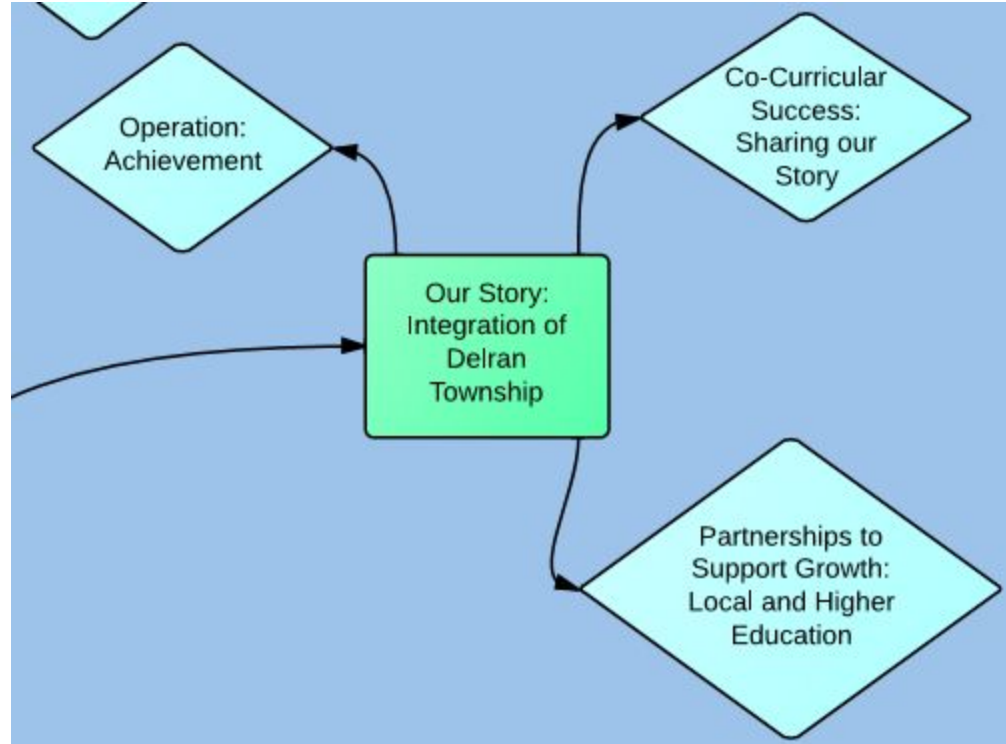 Operation:
Achievement
Co-Curricular
Success:
Sharing our
Story
Our Story:
Integration of
Delran
Township
Partnerships to
Support Growth:
Local and Higher
Education